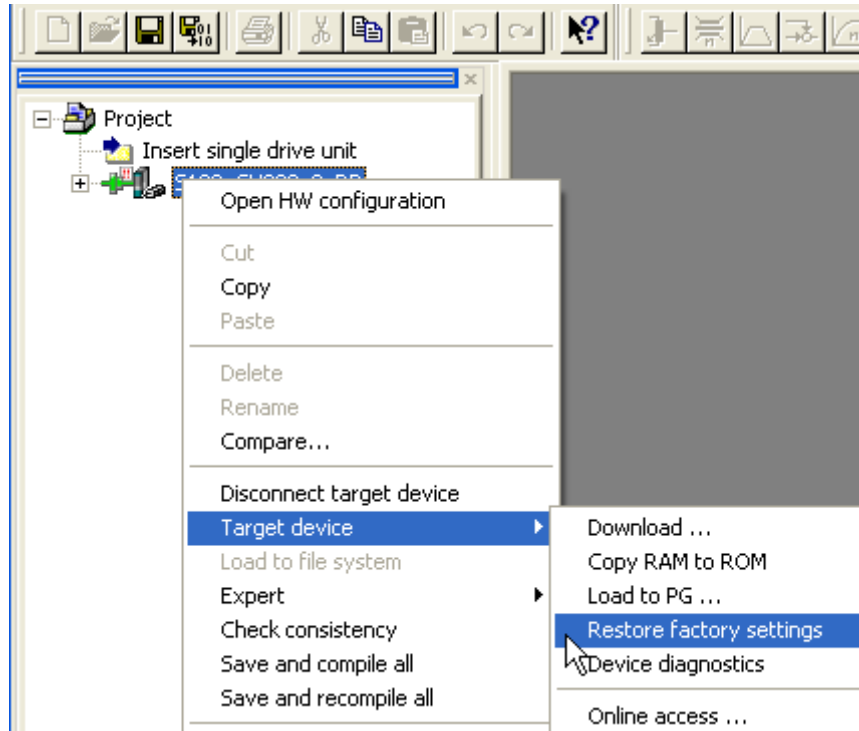 Project
Insert single drive unit
Open HW configuration
Cut
Copy
Paste
Delete
Rename
Compare...
Disconnect target device
Target device
Load to file system
Expert
Check consistency
Save and compile all
Save and recompile all
Download ...
Copy RAM to ROM
Load to PG ...
Restore factory settings
Device diagnostics
Online access ...